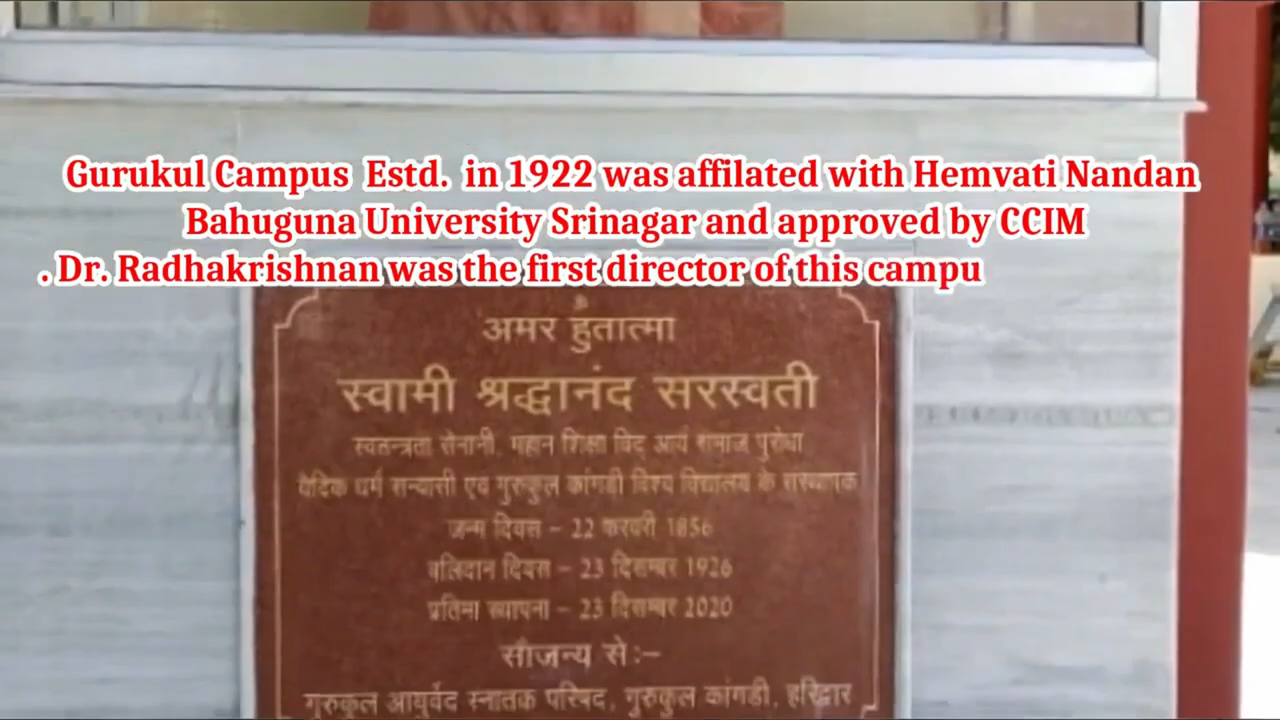 Gurukul Campus Estd. in 1922 was affilated with Hemvati Nandan
Bahuguna University Srinagar and approved by CCIM
. Dr. Radhakrishnan was the first director of this campu
ॐ
अमर हुंतात्मा
स्वामी श्रद्धानंद सरस्वती
स्वतन्त्रता सेनानी, महान शिक्षा विद् आर्य समाज पुरोधा
वैदिक धर्म सन्यासी एव गुरुकुल कांगडी विश्व विद्यालय के संस्थापक
जन्म दिवस – 22 फरवरी 1856
बलिदान दिवस – 23 दिसम्बर 1926
प्रतिमा स्थापना – 23 दिसम्बर 2020
सौजन्य से :–
गुरुकुल आयुर्वेद स्नातक परिषद, गुरुकुल कांगडी, हरिद्वार